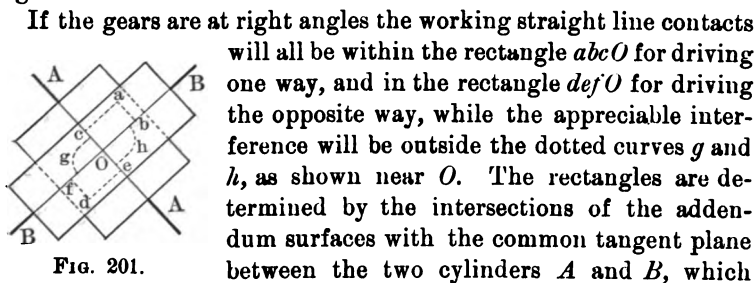 If the gears are at right angles the working straight line contacts
will all be within the rectangle abcO for driving
one way, and in the rectangle defO for driving
the opposite way, while the appreciable inter-
ference will be outside the dotted curves g and
h, as shown near O. The rectangles are de-
termined by the intersections of the adden-
dum surfaces with the common tangent plane
between the two cylinders A and B, which
A
B
a
b
c
h
g
O
e
f
d
A
B
FIG. 201.